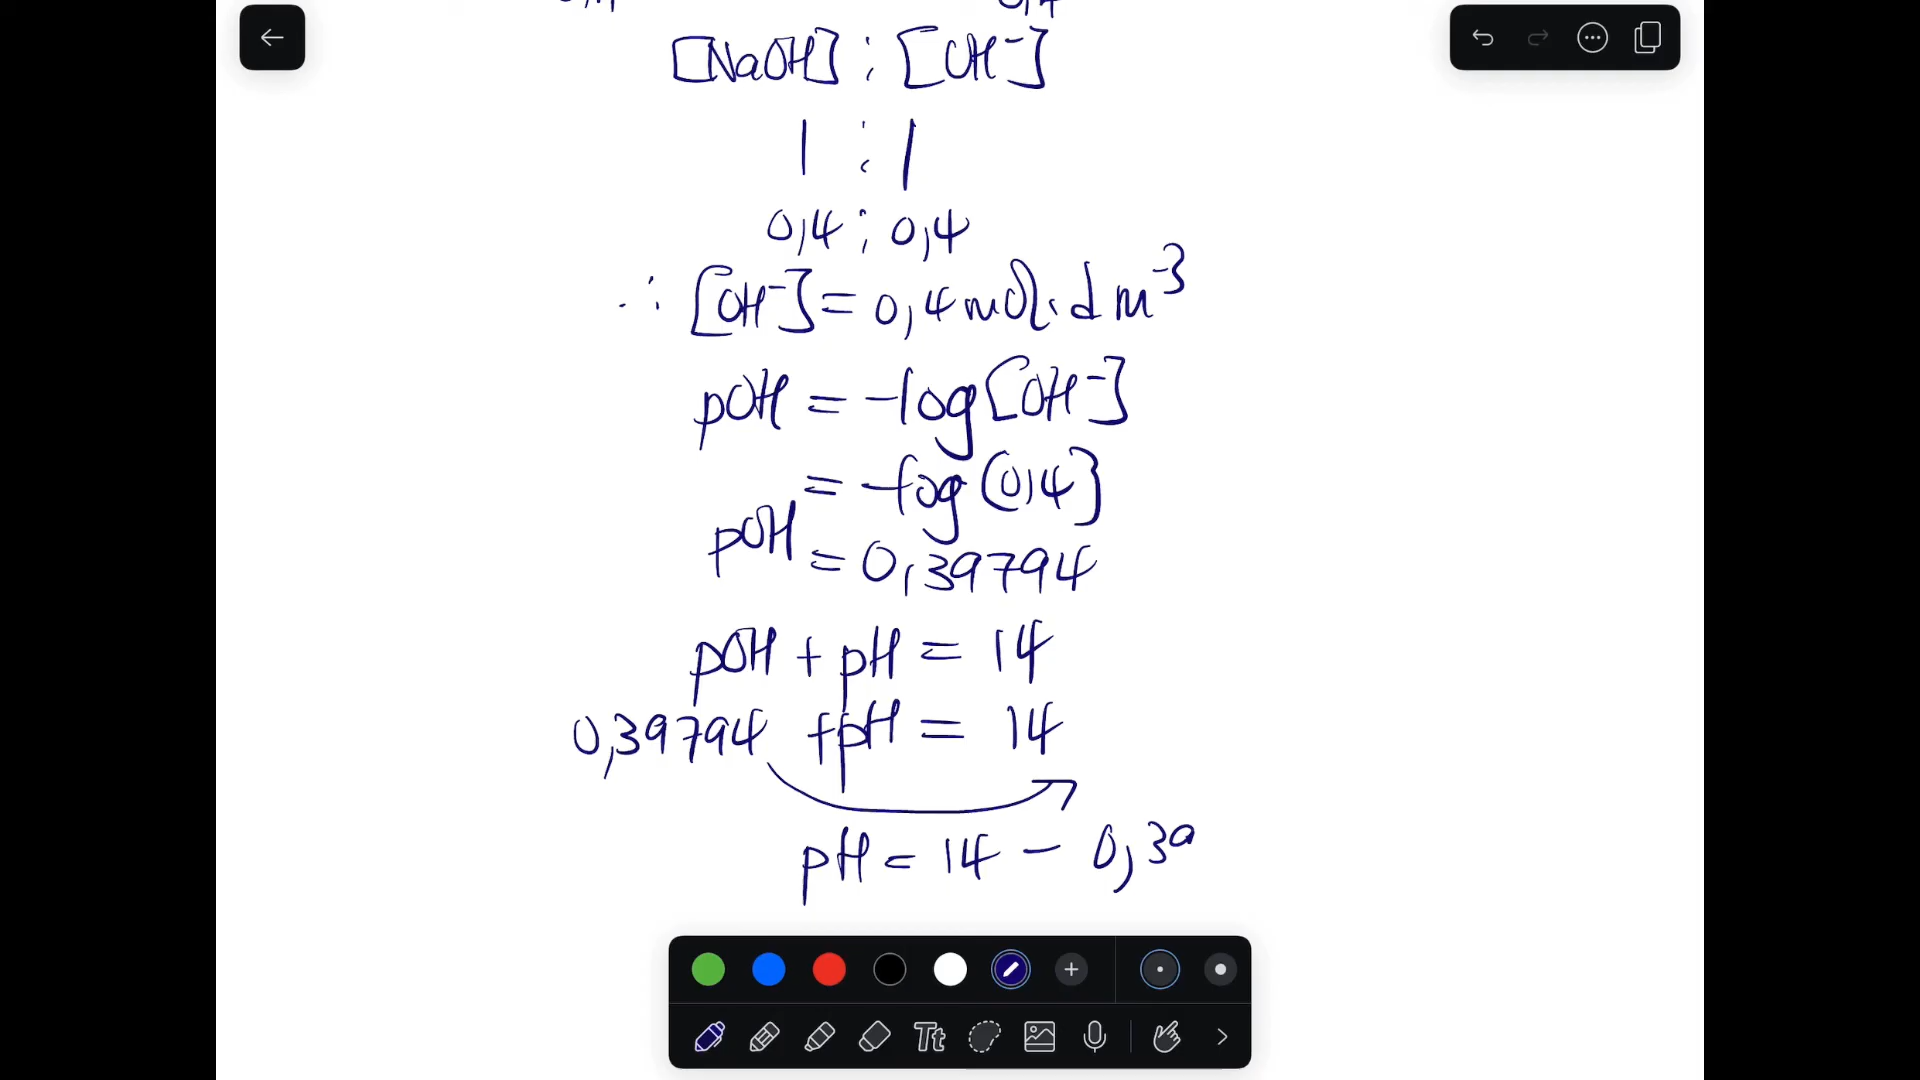 [NaOH] : [OH⁻]
1 : 1
0,4 : 0,4
∴ [OH⁻] = 0,4 mol.dm⁻³
pOH = -log[OH⁻]
= -log(0,4)
pOH = 0,39794
pOH + pH = 14
0,39794 + pH = 14
pH = 14 - 0,39
Tt